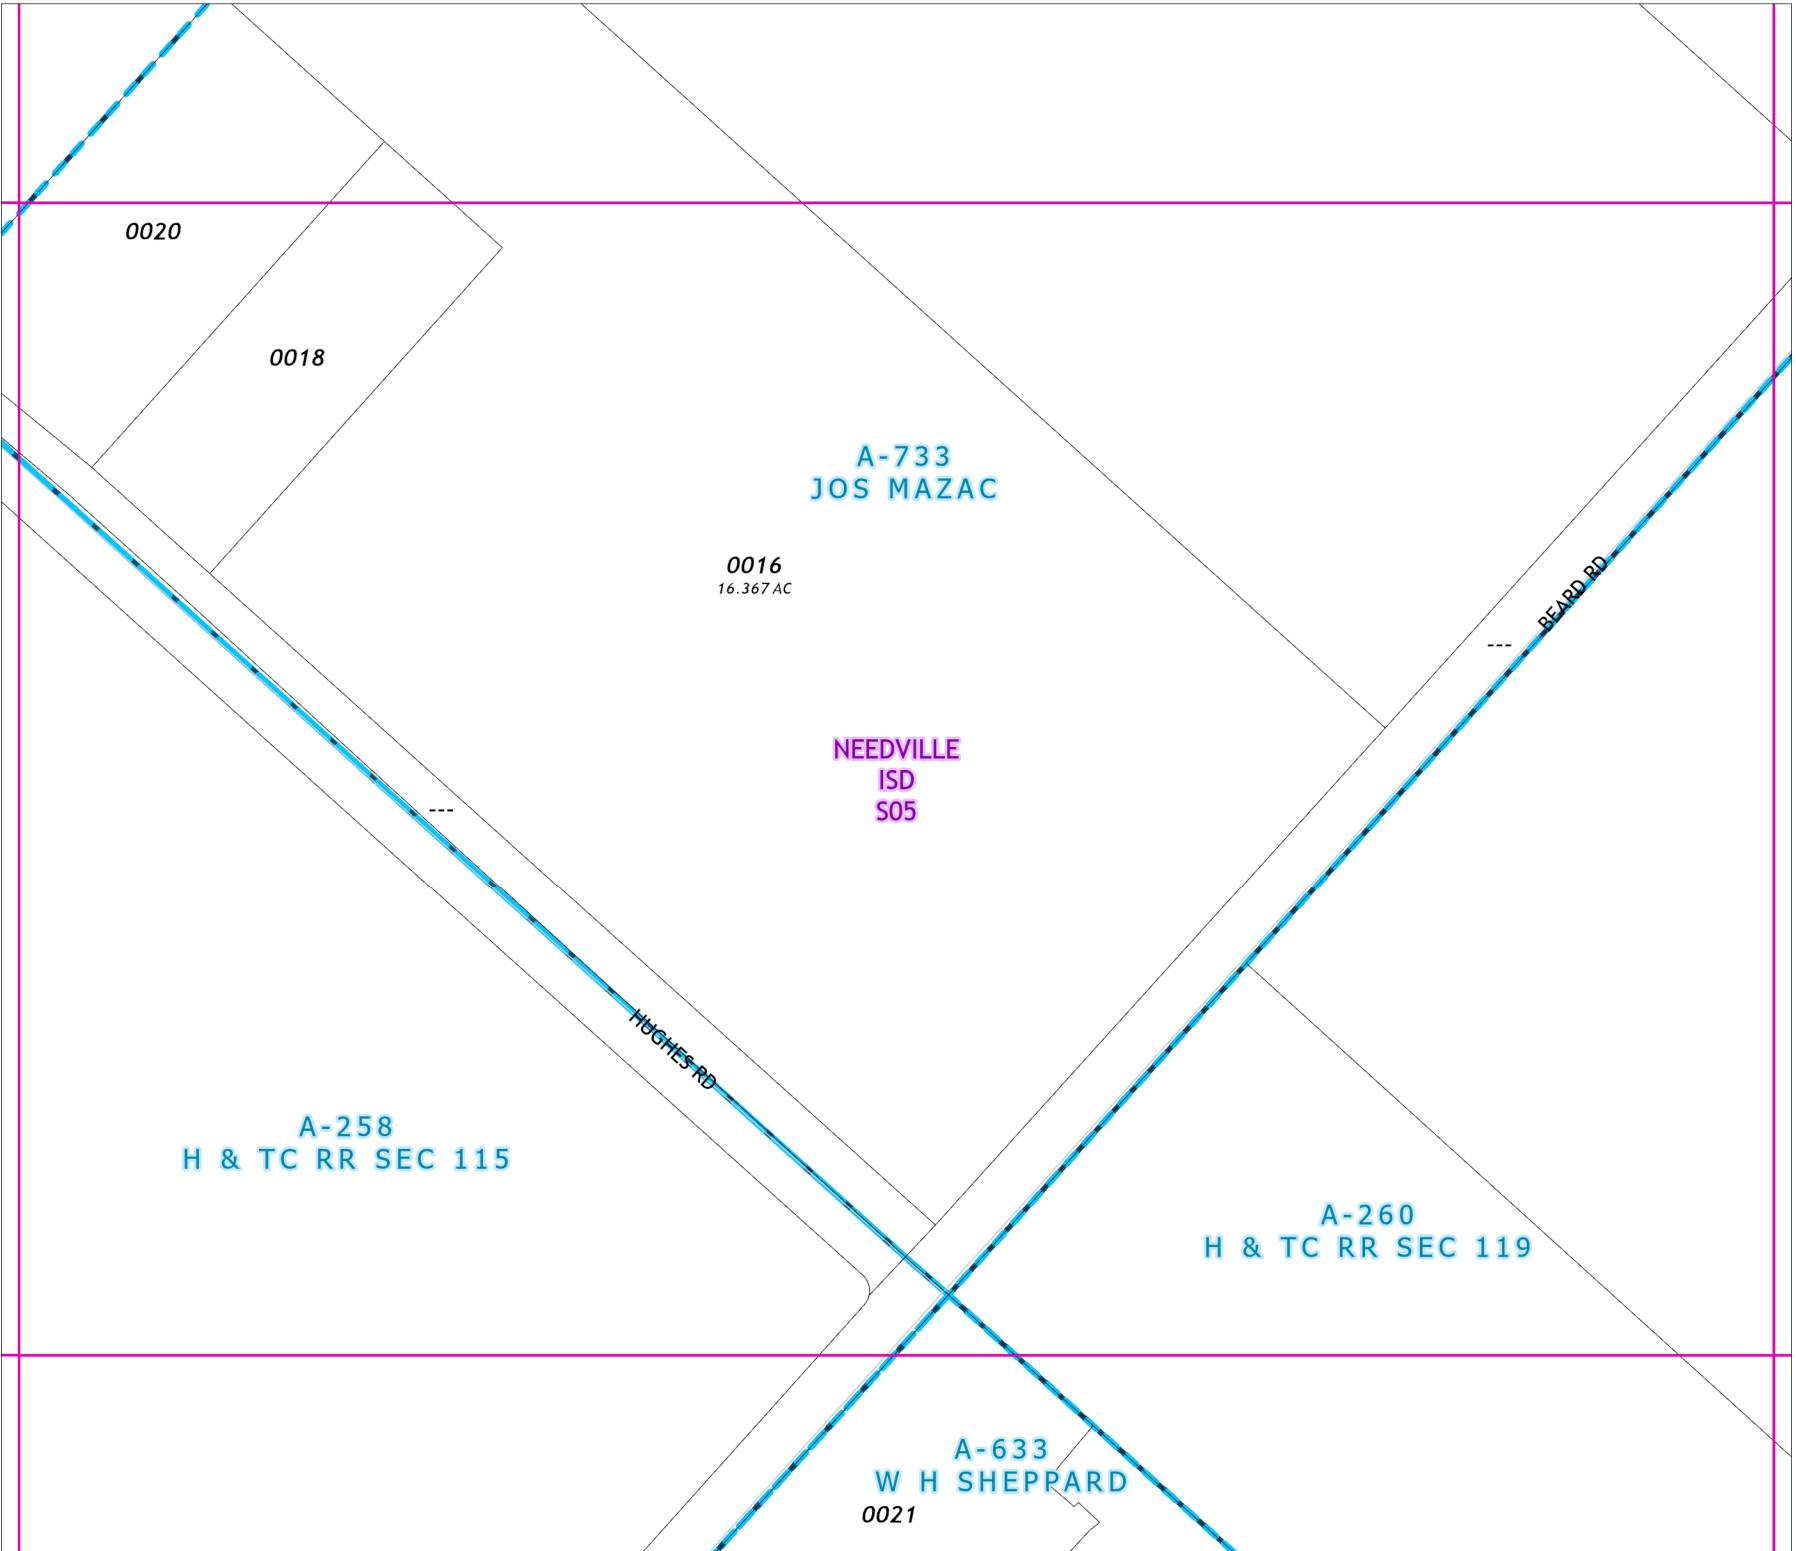 0020
0018
A-733
JOS MAZAC
0016
16.367 AC
BEARD RD
---
NEEDVILLE
ISD
S05
---
HUGHES RD
A-258
H & TC RR SEC 115
A-260
H & TC RR SEC 119
A-633
W H SHEPPARD
0021